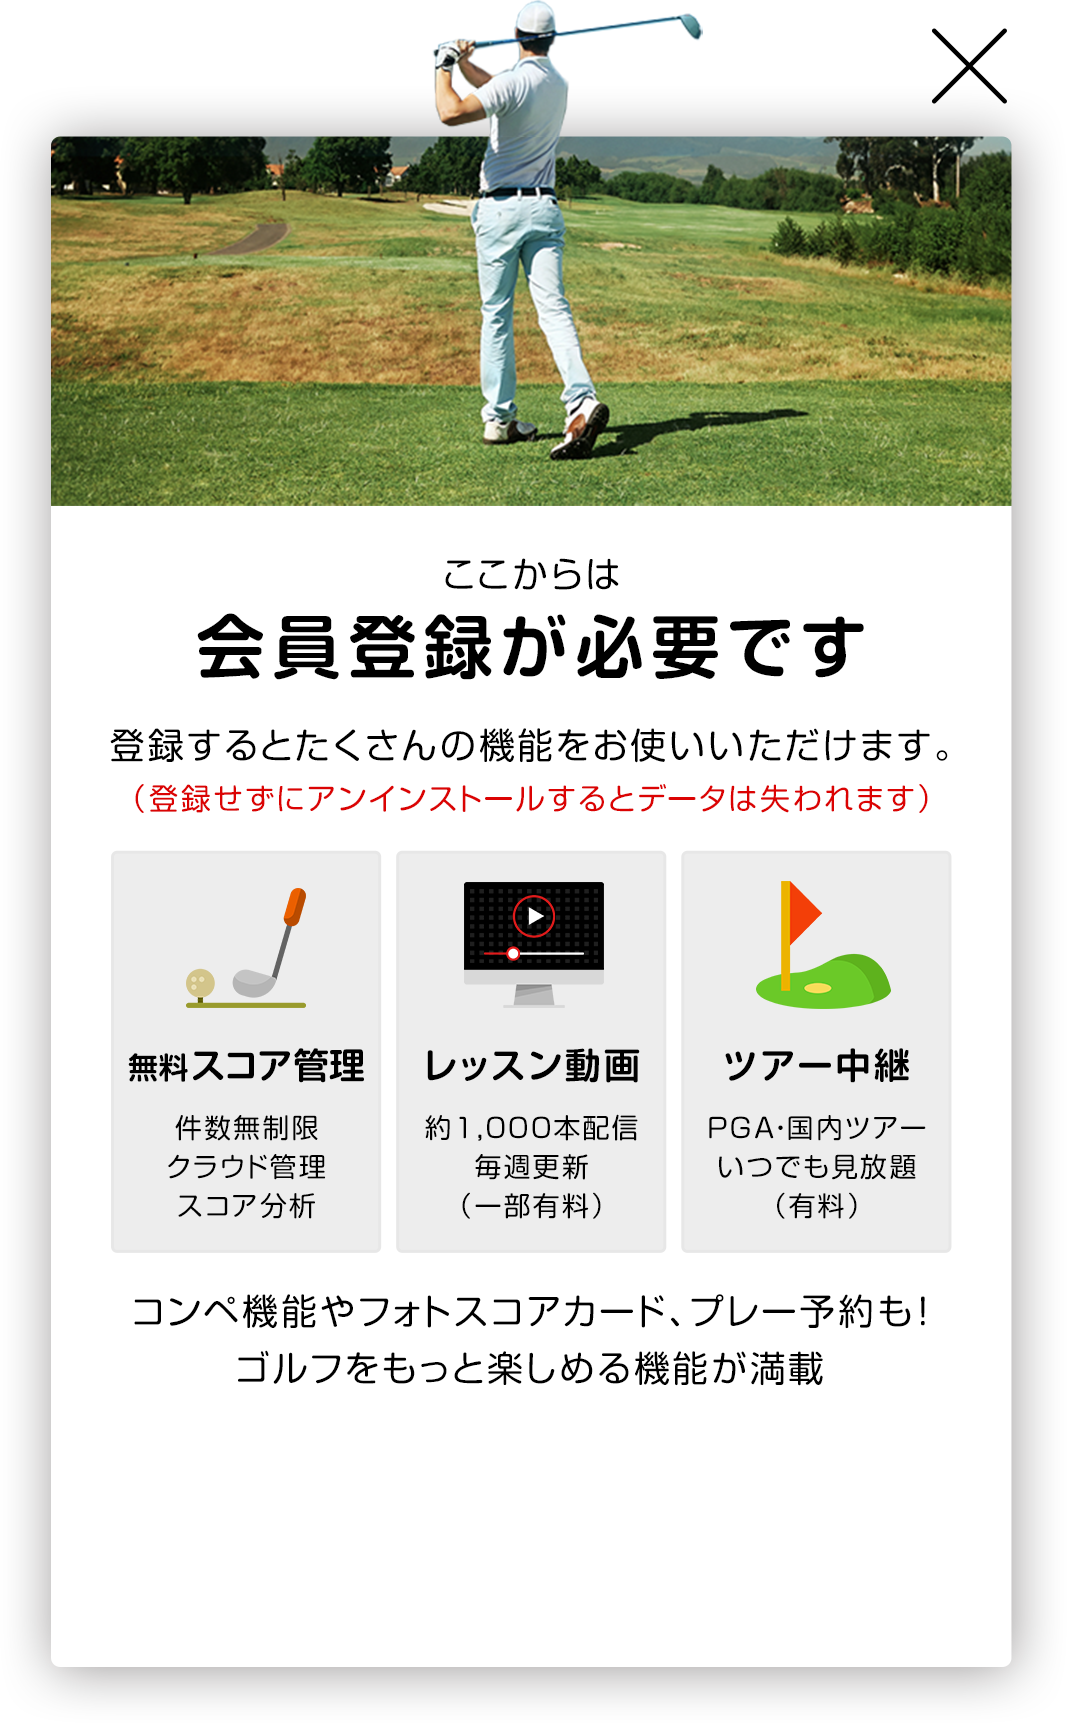 ここからは
会員登録が必要です
登録するとたくさんの機能をお使いいただけます。
（登録せずにアンインストールするとデータは失われます）
無料スコア管理
件数無制限
クラウド管理
スコア分析
レッスン動画
約1,000本配信
毎週更新
（一部有料）
ツアー中継
PGA・国内ツアー
いつでも見放題
（有料）
コンペ機能やフォトスコアカード、プレー予約も！
ゴルフをもっと楽しめる機能が満載